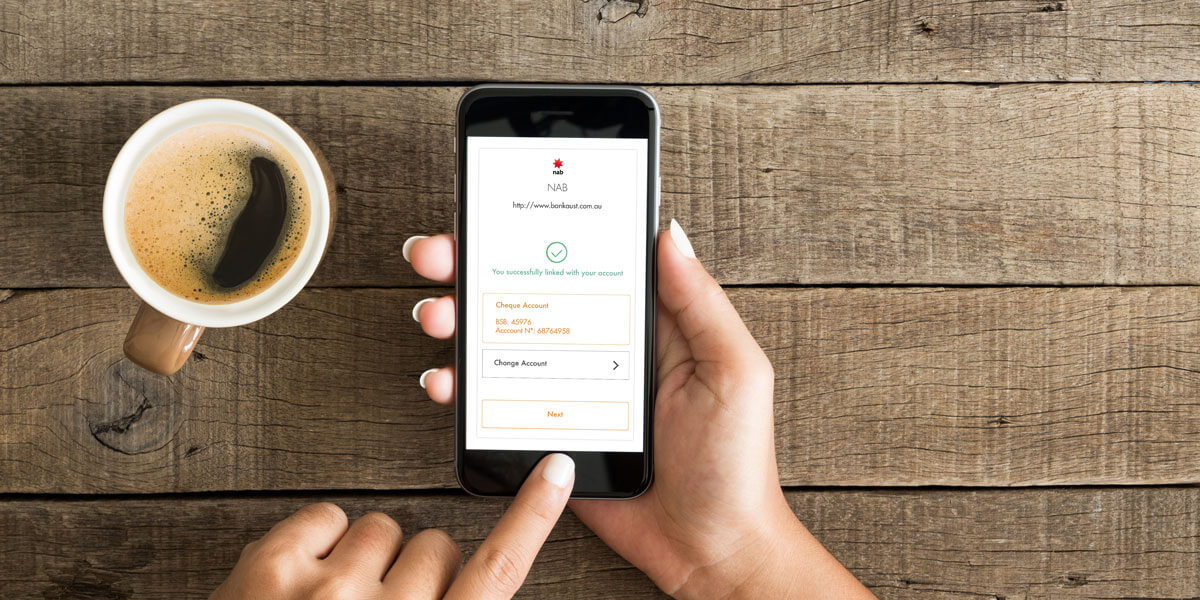 nab
NAB
http://www.bankaust.com.au
You successfully linked with your account
Cheque Account
BSB: 45976
Acccount N°: 68764958
Change Account
Next